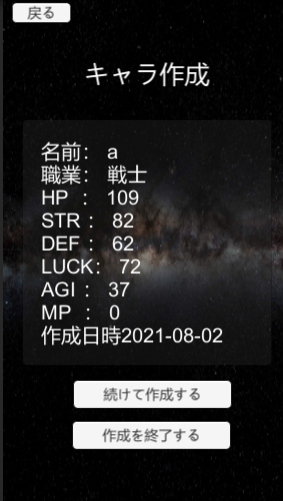 戻る
キャラ作成
名前： a
職業： 戦士
HP ： 109
STR ： 82
DEF ： 62
LUCK： 72
AGI ： 37
MP ： 0
作成日時2021-08-02
続けて作成する
作成を終了する